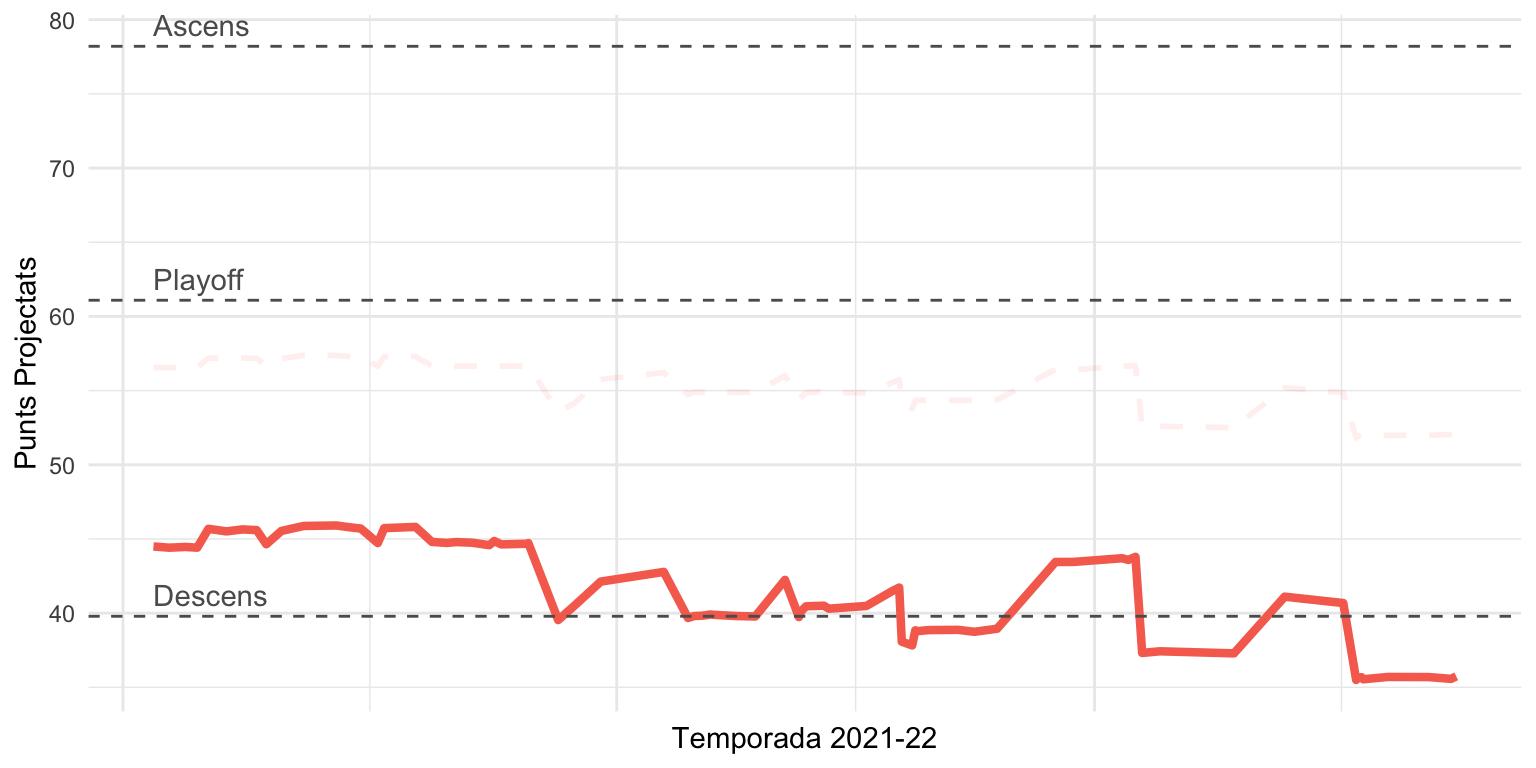 80
Ascens
70
Playoff
60
Punts Projectats
50
Descens
40
Temporada 2021-22